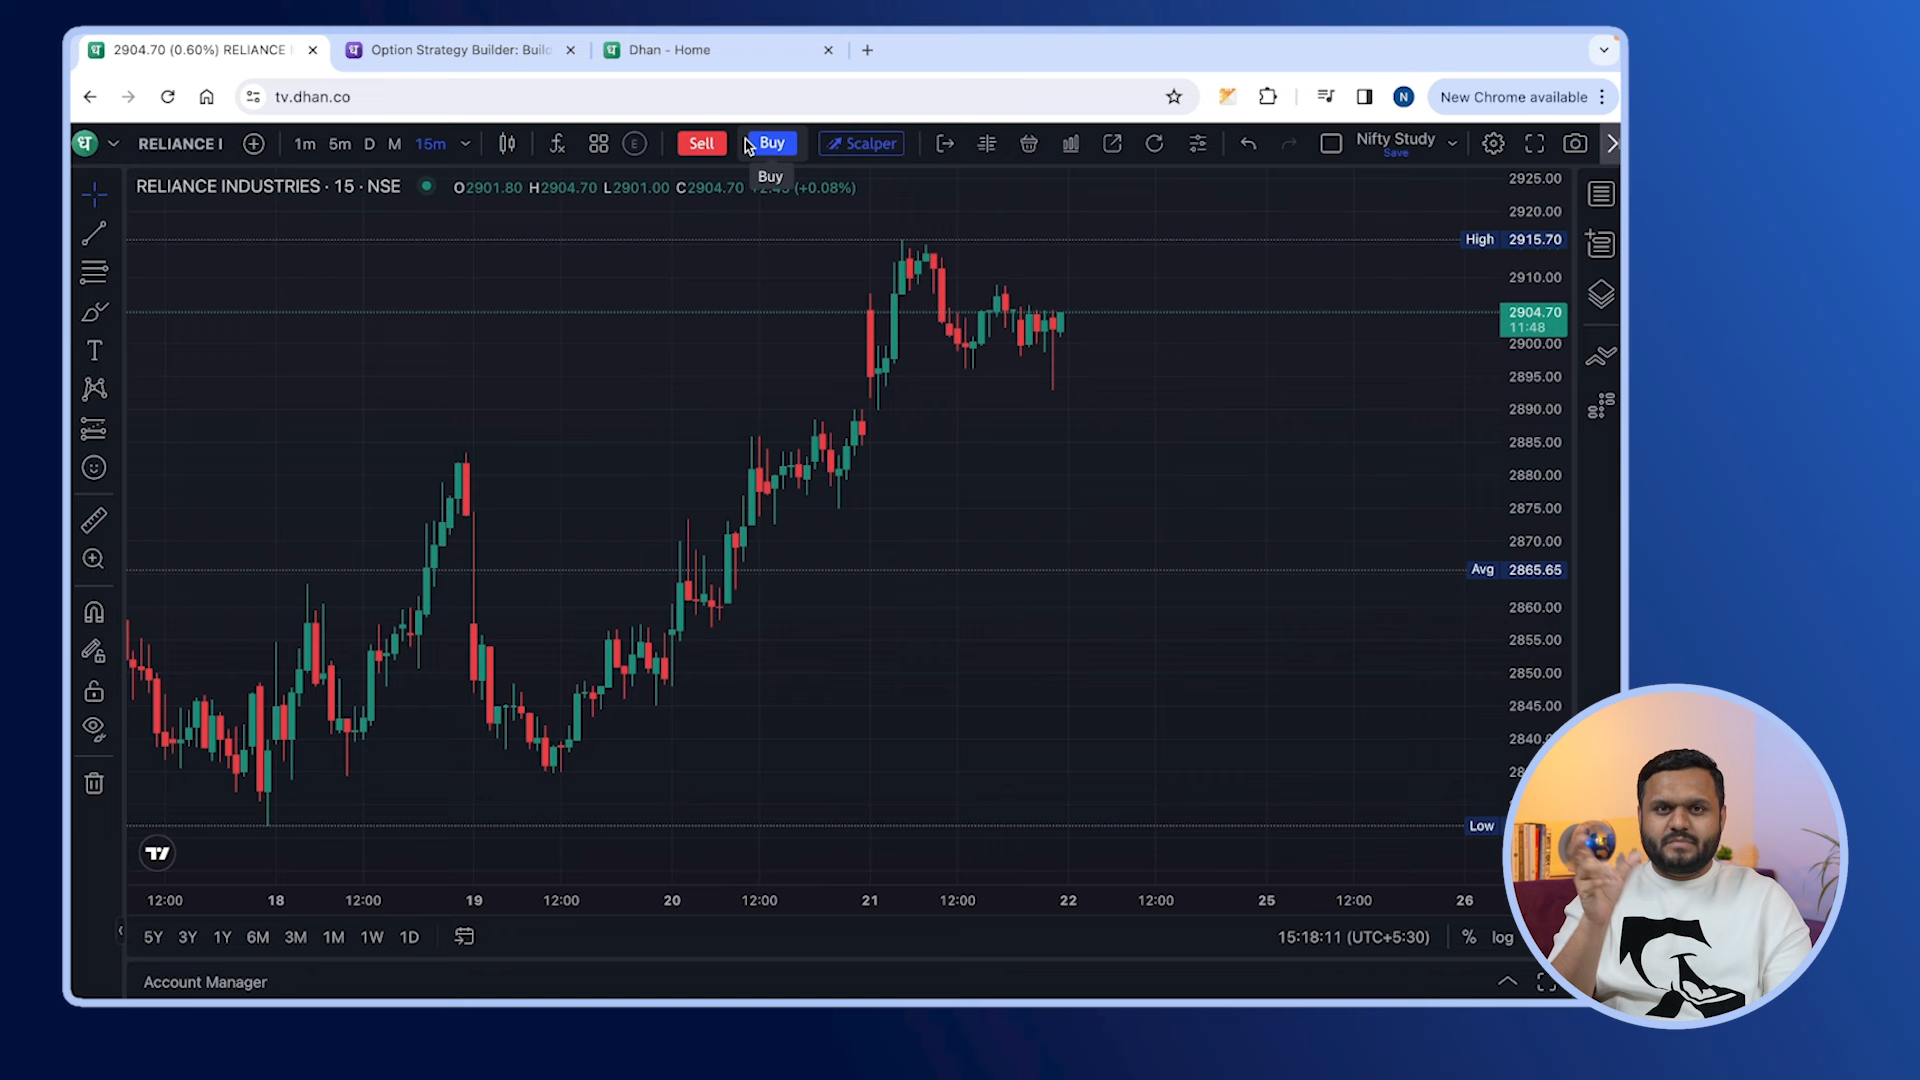 2904.70 (0.60%) RELIANCE I
Option Strategy Builder: Build
Dhan - Home
tv.dhan.co
N
New Chrome available
ध
RELIANCE I
1m 5m D M 15m
E
Sell
Buy
Scalper
Nifty Study
Save
Buy
RELIANCE INDUSTRIES · 15 · NSE
O2901.80 H2904.70 L2901.00 C2904.70 (+0.08%)
2925.00
2920.00
High 2915.70
2910.00
2904.70
11:48
2900.00
2895.00
2890.00
2885.00
2880.00
2875.00
2870.00
Avg 2865.65
2860.00
2855.00
2850.00
2845.00
2840
Low
12:00 18 12:00 19 12:00 20 12:00 21 12:00 22 12:00 25 12:00 26
5Y 3Y 1Y 6M 3M 1M 1W 1D
15:18:11 (UTC+5:30)
% log
Account Manager